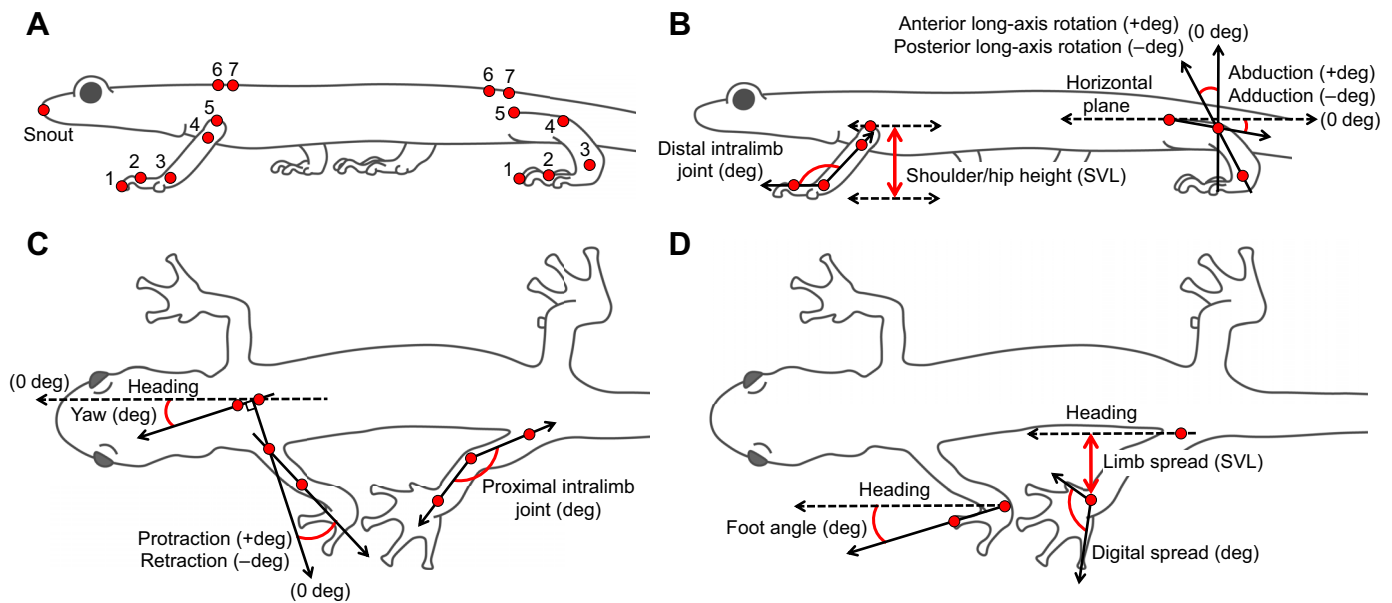 A
6 7
5
4
Snout
2
3
1
6 7
5
4
3
2
1
B
Anterior long-axis rotation (+deg)
Posterior long-axis rotation (–deg)
(0 deg)
Horizontal
plane
Abduction (+deg)
Adduction (–deg)
(0 deg)
Distal intralimb
joint (deg)
Shoulder/hip height (SVL)
C
(0 deg)
Heading
Yaw (deg)
Proximal intralimb
joint (deg)
Protraction (+deg)
Retraction (–deg)
(0 deg)
D
Heading
Limb spread (SVL)
Heading
Foot angle (deg)
Digital spread (deg)